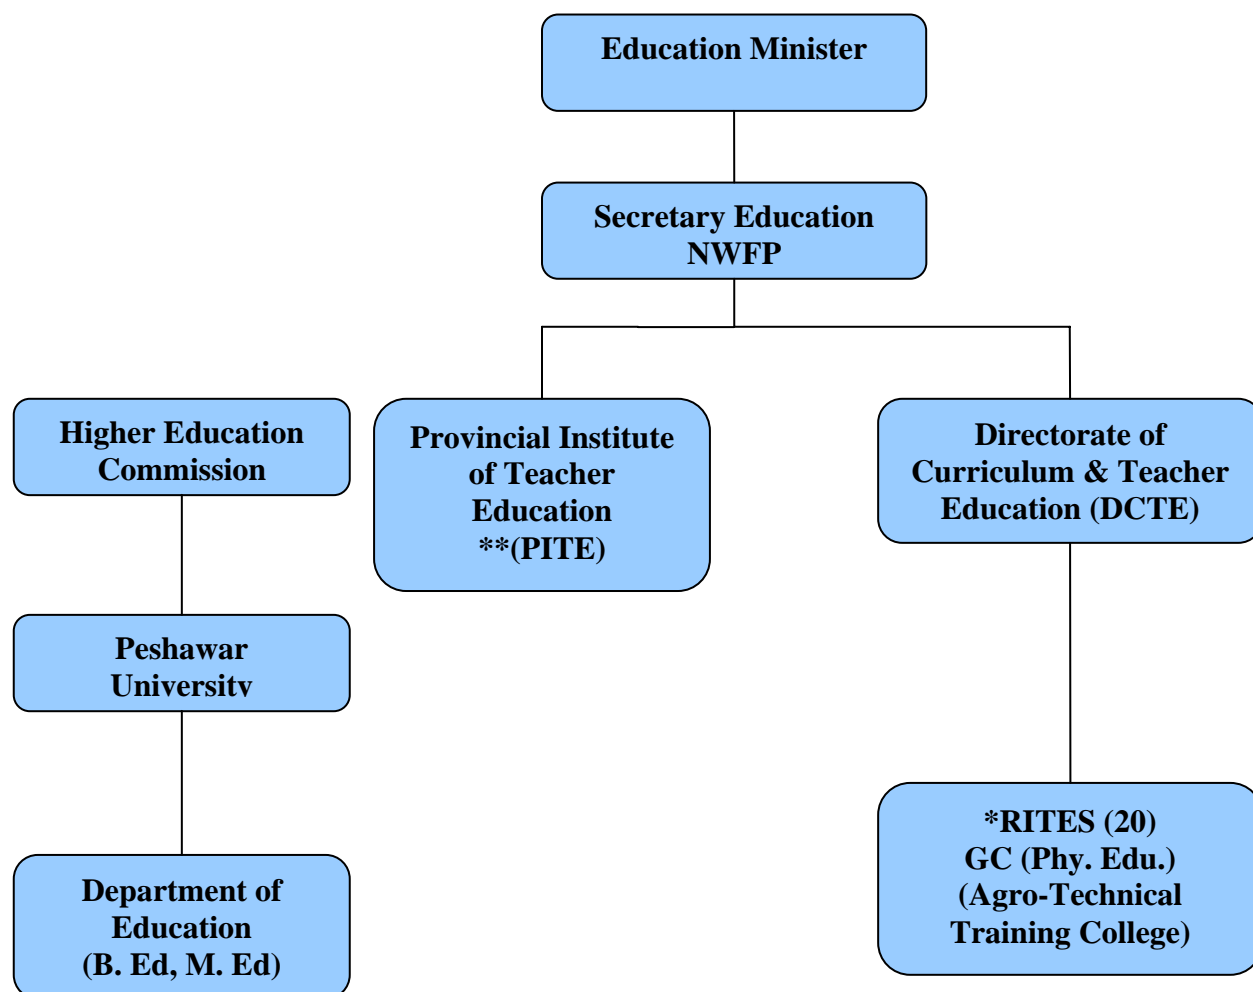 Education Minister
Secretary Education
NWFP
Higher Education
Commission
Provincial Institute
of Teacher
Education
**(PITE)
Directorate of
Curriculum & Teacher
Education (DCTE)
Peshawar
University
*RITES (20)
GC (Phy. Edu.)
(Agro-Technical
Training College)
Department of
Education
(B. Ed, M. Ed)